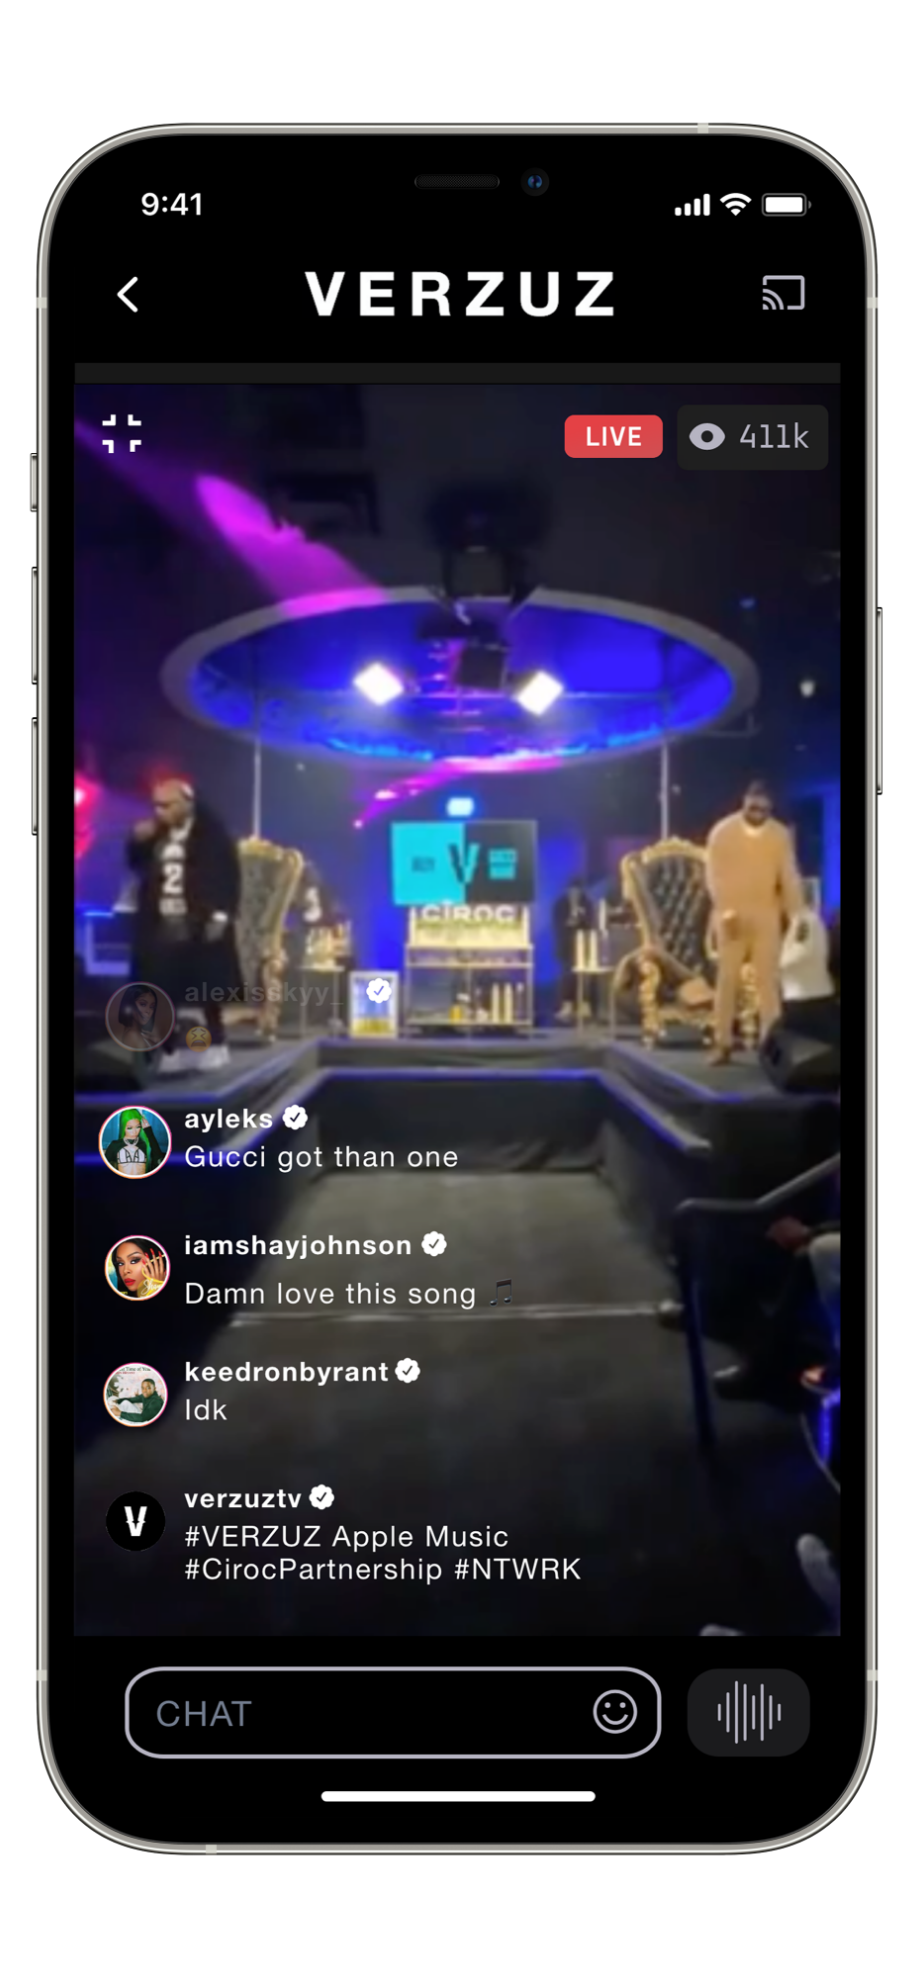 9:41
VERZUZ
LIVE
411k
V
CÎROC
alexisskyy_
ayleks
Gucci got than one
iamshayjohnson
Damn love this song 🎵
keedronbyrant
Idk
V
verzuztv
#VERZUZ Apple Music
#CirocPartnership #NTWRK
CHAT